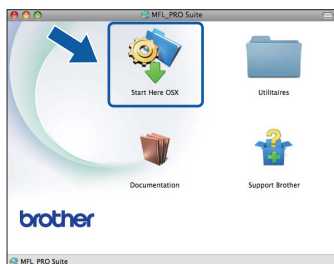 MFL_PRO Suite
Start Here OSX
Utilitaires
Documentation
Support Brother
brother
MFL_PRO Suite